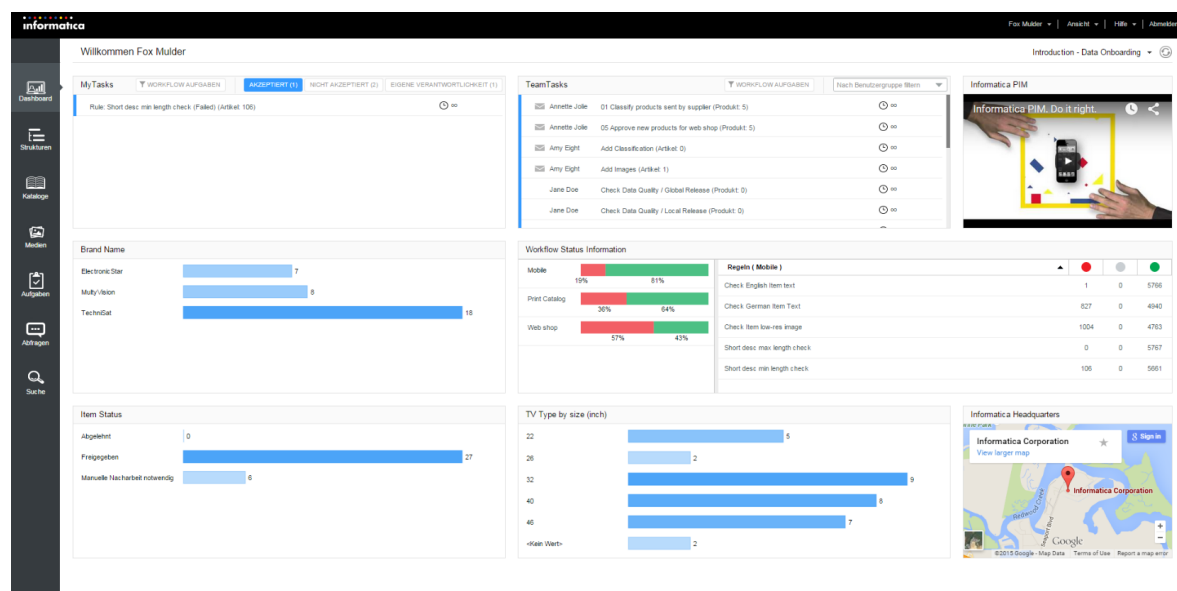 informatica
Fox Mulder
Ansicht
Hilfe
Abmelden
Willkommen Fox Mulder
Introduction - Data Onboarding
Dashboard
Strukturen
Kataloge
Medien
Aufgaben
Abfragen
Suche
MyTasks
WORKFLOW AUFGABEN
AKZEPTIERT (1)
NICHT AKZEPTIERT (2)
EIGENE VERANTWORTLICHKEIT (1)
Rule: Short desc min length check (Failed) (Artikel: 106)
∞
TeamTasks
WORKFLOW AUFGABEN
Nach Benutzergruppe filtern
Annette Jolie 01 Classify products sent by supplier (Produkt: 5) ∞
Annette Jolie 05 Approve new products for web shop (Produkt: 5) ∞
Amy Eight Add Classification (Artikel: 0) ∞
Amy Eight Add Images (Artikel: 1) ∞
Jane Doe Check Data Quality / Global Release (Produkt: 0) ∞
Jane Doe Check Data Quality / Local Release (Produkt: 0) ∞
Informatica PIM
Informatica PIM. Do it right.
Brand Name
ElectronicStar 7
MultyVision 8
TechniSat 18
Workflow Status Information
Mobile
19% 81%
Print Catalog
36% 64%
Web shop
57% 43%
Regeln ( Mobile )
Check English Item text 1 0 5766
Check German Item Text 827 0 4940
Check Item low-res image 1004 0 4763
Short desc max length check 0 0 5767
Short desc min length check 106 0 5661
Item Status
Abgelehnt 0
Freigegeben 27
Manuelle Nacharbeit notwendig 6
TV Type by size (inch)
22 5
26 2
32 9
40 8
46 7
<Kein Wert> 2
Informatica Headquarters
Informatica Corporation
View larger map
8 Sign in
Informatica Corporation
Redwood Creek
Seaport Blvd
Google
+
−
©2015 Google - Map Data Terms of Use Report a map error